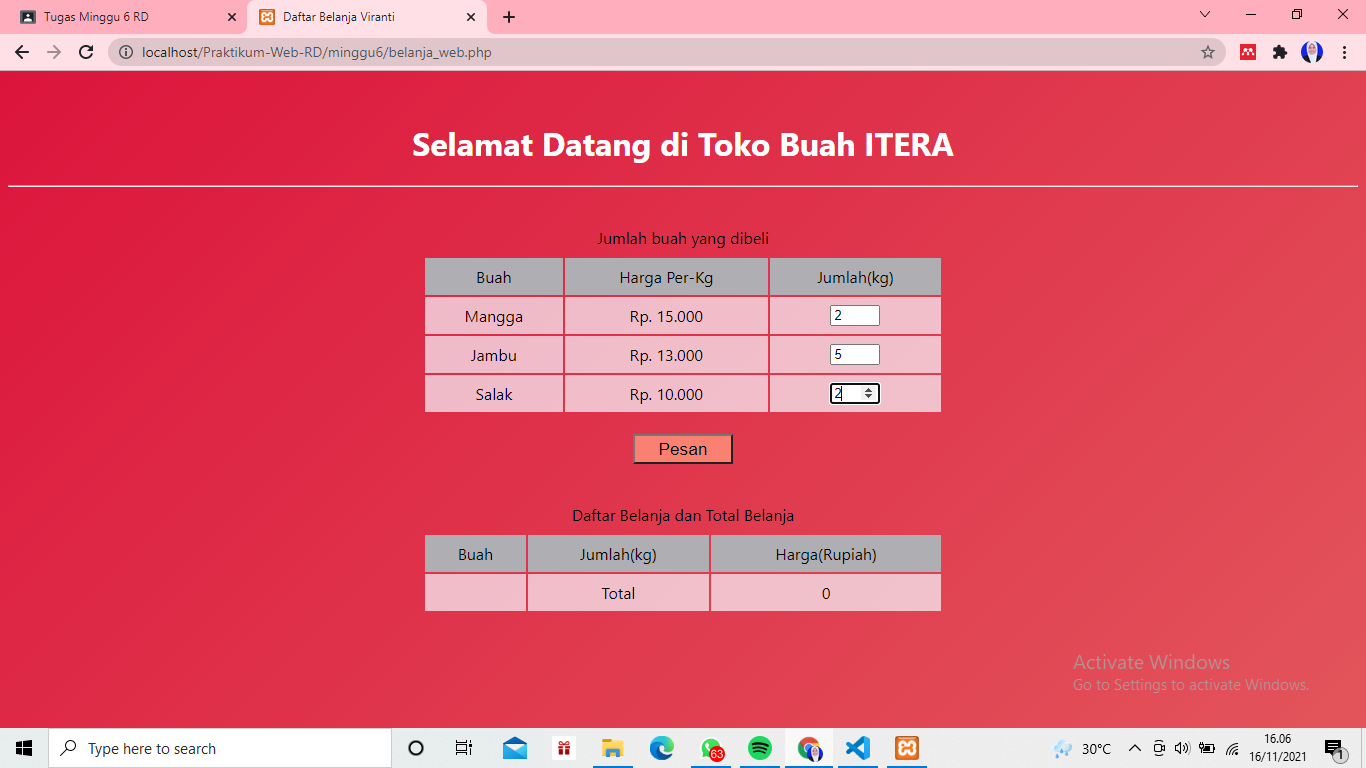 Tugas Minggu 6 RD
Daftar Belanja Viranti
localhost/Praktikum-Web-RD/minggu6/belanja_web.php
Selamat Datang di Toko Buah ITERA
Jumlah buah yang dibeli
Buah Harga Per-Kg Jumlah(kg)
Mangga Rp. 15.000 2
Jambu Rp. 13.000 5
Salak Rp. 10.000 2
Pesan
Daftar Belanja dan Total Belanja
Buah Jumlah(kg) Harga(Rupiah)
Total 0
Activate Windows
Go to Settings to activate Windows.
Type here to search
63
30°C
16.06
16/11/2021
1